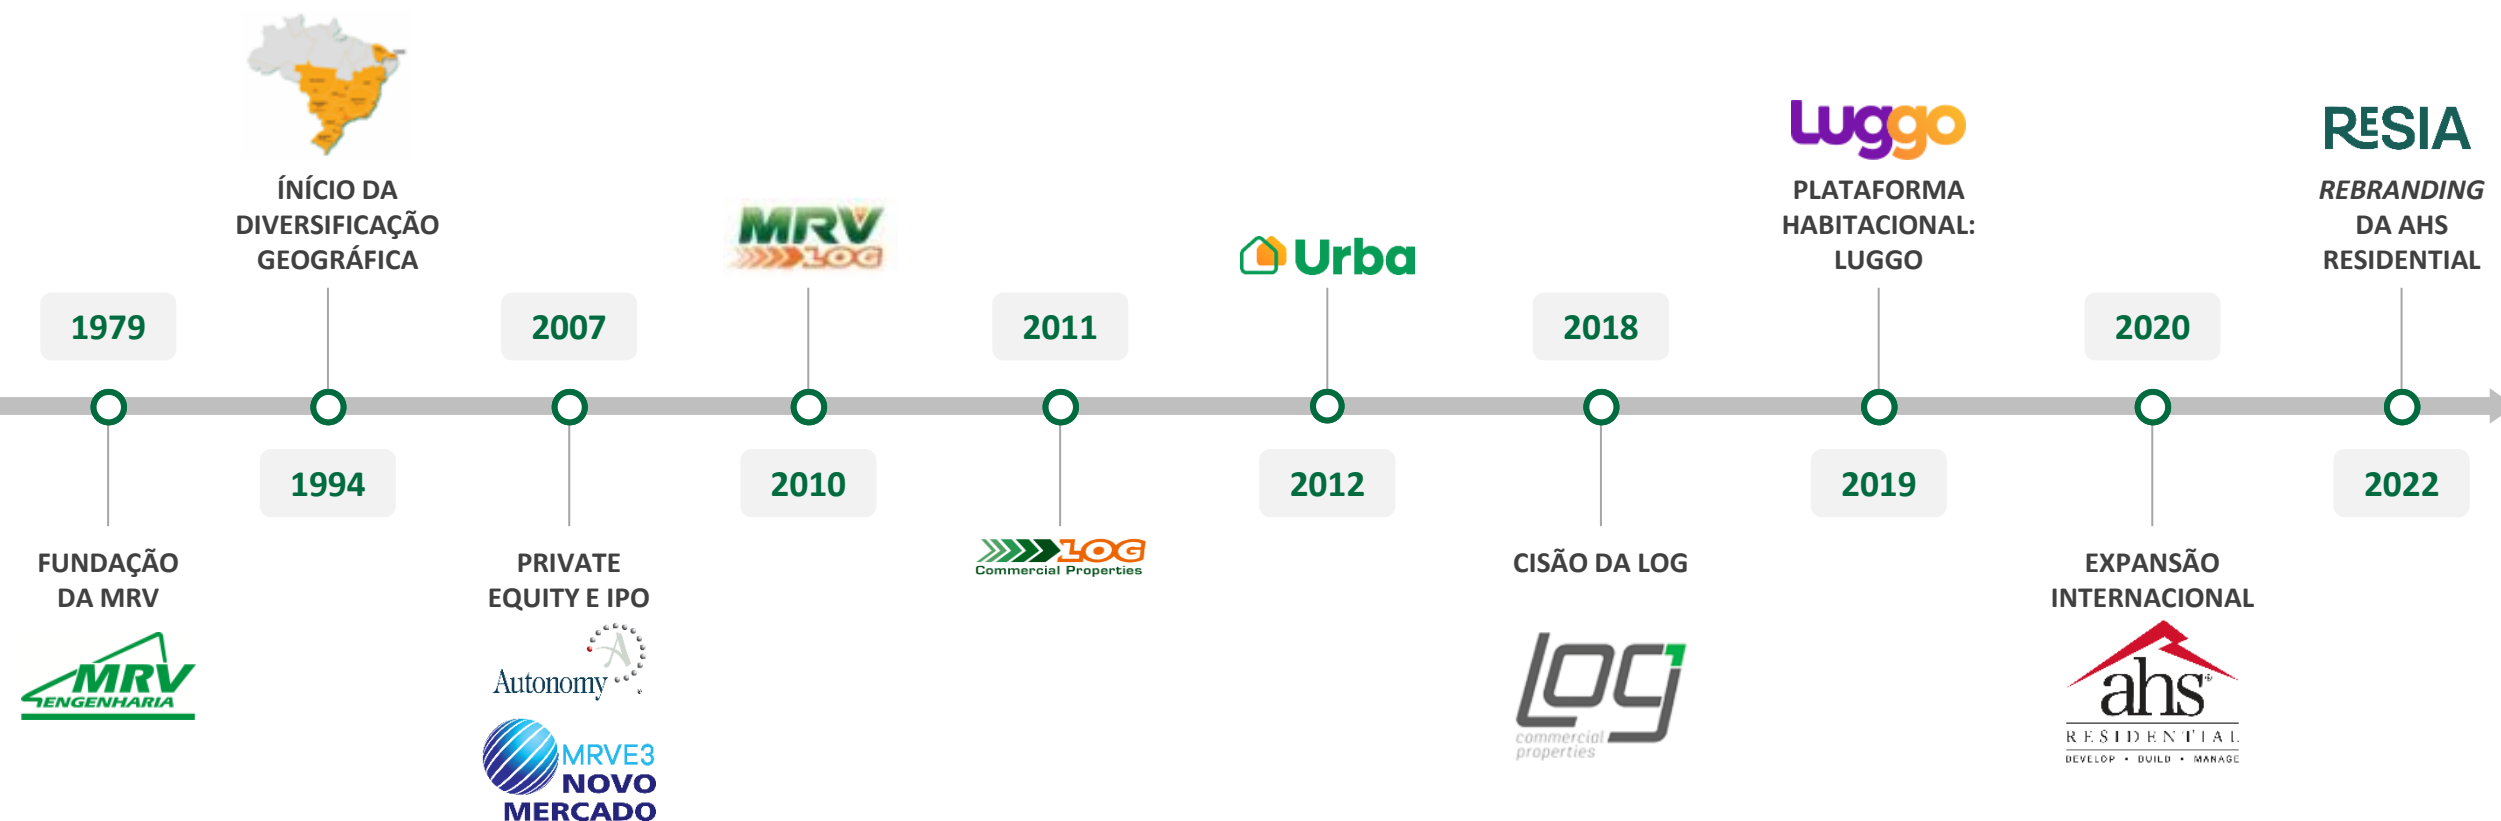 1979
FUNDAÇÃO
DA MRV
MRV
ENGENHARIA
ÍNÍCIO DA
DIVERSIFICAÇÃO
GEOGRÁFICA
1994
2007
PRIVATE
EQUITY E IPO
Autonomy
MRVE3
NOVO
MERCADO
MRV
LOG
2010
2011
LOG
Commercial Properties
Urba
2012
2018
CISÃO DA LOG
LOG
commercial
properties
Luggo
PLATAFORMA
HABITACIONAL:
LUGGO
2019
2020
EXPANSÃO
INTERNACIONAL
ahs
RESIDENTIAL
DEVELOP • BUILD • MANAGE
RESIA
REBRANDING
DA AHS
RESIDENTIAL
2022